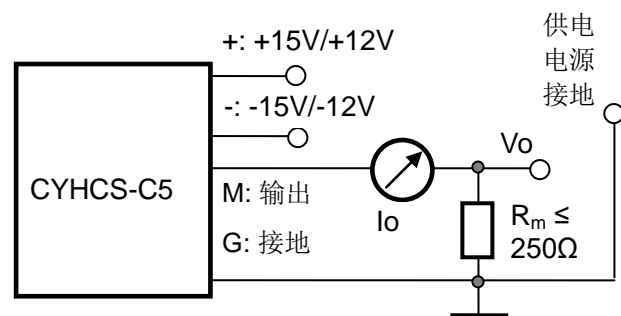 +: +15V/+12V
-: -15V/-12V
CYHCS-C5
M: 输出
G: 接地
Io
Vo
Rm ≤
250Ω
供电
电源
接地